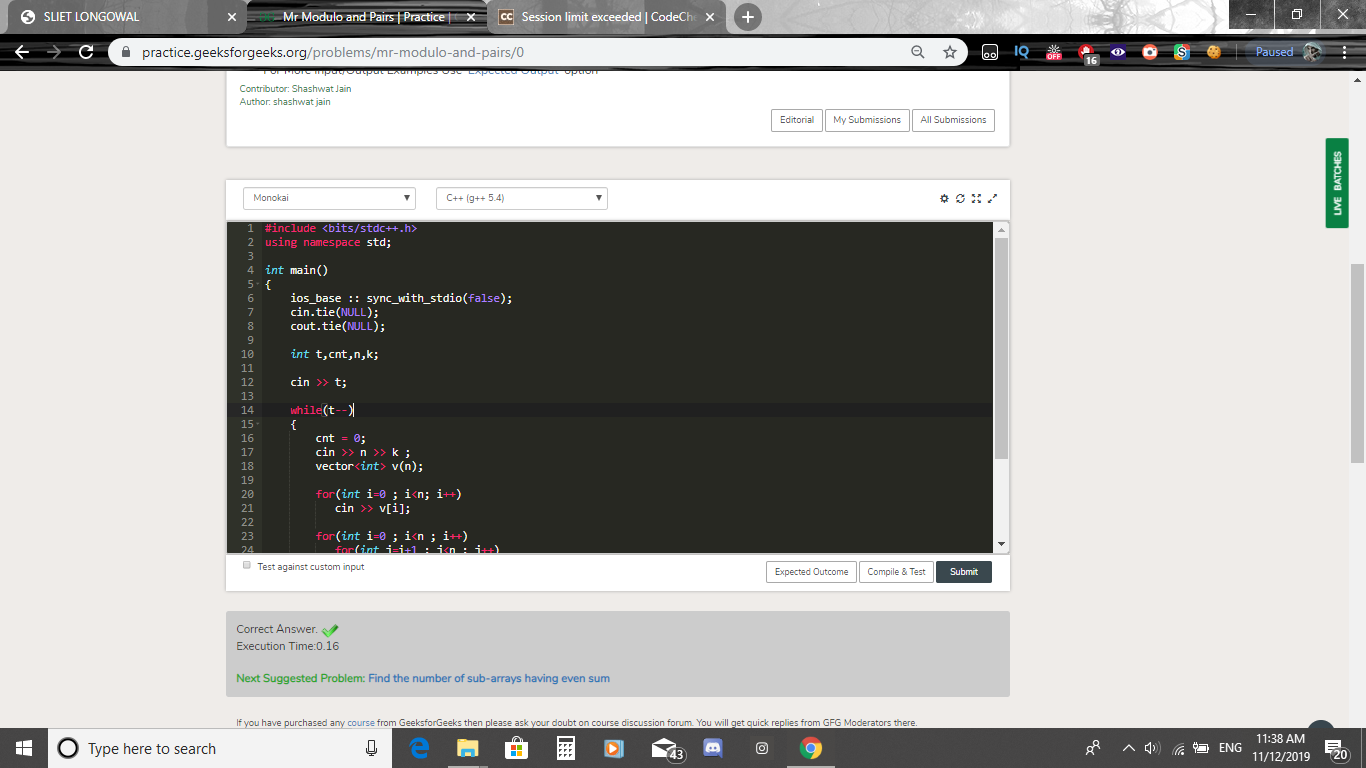 SLIET LONGOWAL
Mr Modulo and Pairs | Practice |
CC Session limit exceeded | CodeChe
practice.geeksforgeeks.org/problems/mr-modulo-and-pairs/0
IQ OFF 16 S Paused
For More Input/Output Examples Use 'Expected Output' option
Contributor: Shashwat Jain
Author: shashwat jain
Editorial My Submissions All Submissions
LIVE BATCHES
Monokai C++ (g++ 5.4)
1 #include <bits/stdc++.h>
2 using namespace std;
3
4 int main()
5 {
6 ios_base :: sync_with_stdio(false);
7 cin.tie(NULL);
8 cout.tie(NULL);
9
10 int t,cnt,n,k;
11
12 cin >> t;
13
14 while(t--)
15 {
16 cnt = 0;
17 cin >> n >> k ;
18 vector<int> v(n);
19
20 for(int i=0 ; i<n; i++)
21 cin >> v[i];
22
23 for(int i=0 ; i<n ; i++)
24 for(int j=i+1 ; j<n ; j++)
Test against custom input
Expected Outcome Compile & Test Submit
Correct Answer.
Execution Time:0.16
Next Suggested Problem: Find the number of sub-arrays having even sum
If you have purchased any course from GeeksforGeeks then please ask your doubt on course discussion forum. You will get quick replies from GFG Moderators there.
Type here to search
43
ENG
11:38 AM
11/12/2019
20